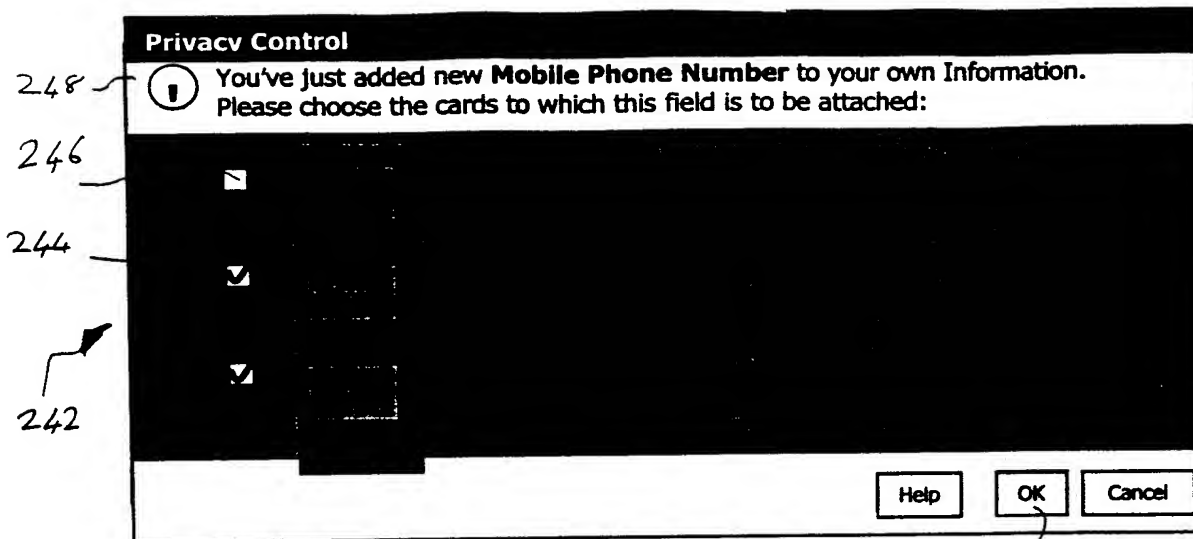 Privacy Control
248
You've just added new Mobile Phone Number to your own Information.
Please choose the cards to which this field is to be attached:
246
244
242
Help OK Cancel